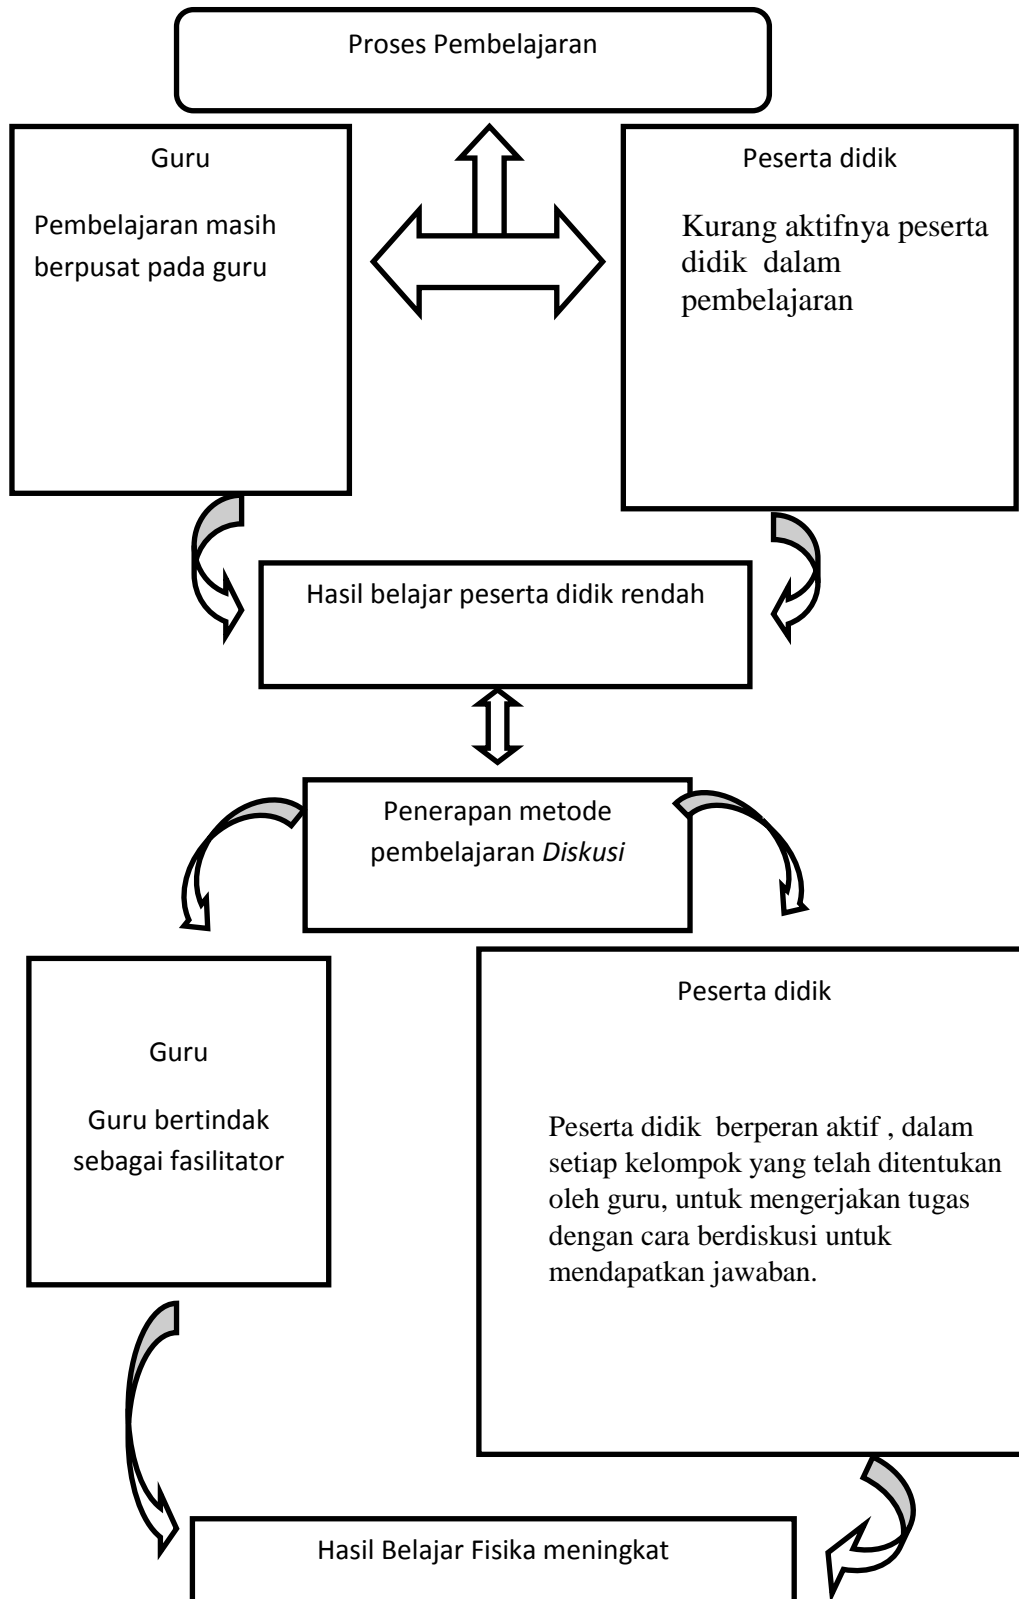 Proses Pembelajaran
Guru
Pembelajaran masih
berpusat pada guru
Peserta didik
Kurang aktifnya peserta
didik dalam
pembelajaran
Hasil belajar peserta didik rendah
Penerapan metode
pembelajaran Diskusi
Guru
Guru bertindak
sebagai fasilitator
Peserta didik
Peserta didik berperan aktif , dalam
setiap kelompok yang telah ditentukan
oleh guru, untuk mengerjakan tugas
dengan cara berdiskusi untuk
mendapatkan jawaban.
Hasil Belajar Fisika meningkat